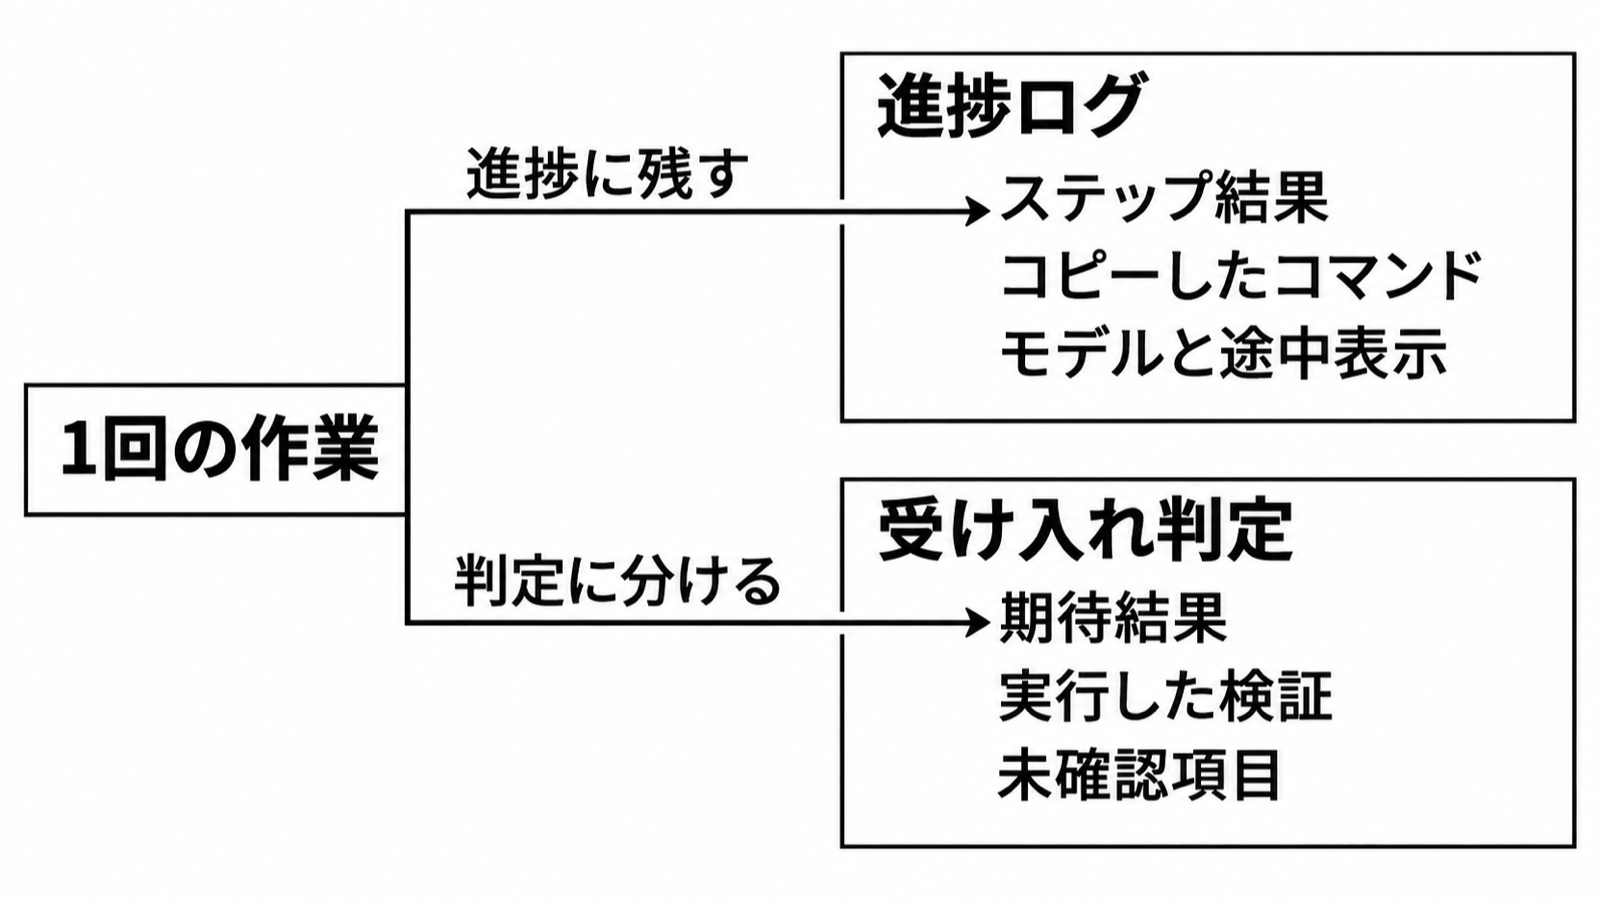 進捗ログ
進捗に残す
ステップ結果
コピーしたコマンド
モデルと途中表示
1回の作業
受け入れ判定
判定に分ける
期待結果
実行した検証
未確認項目